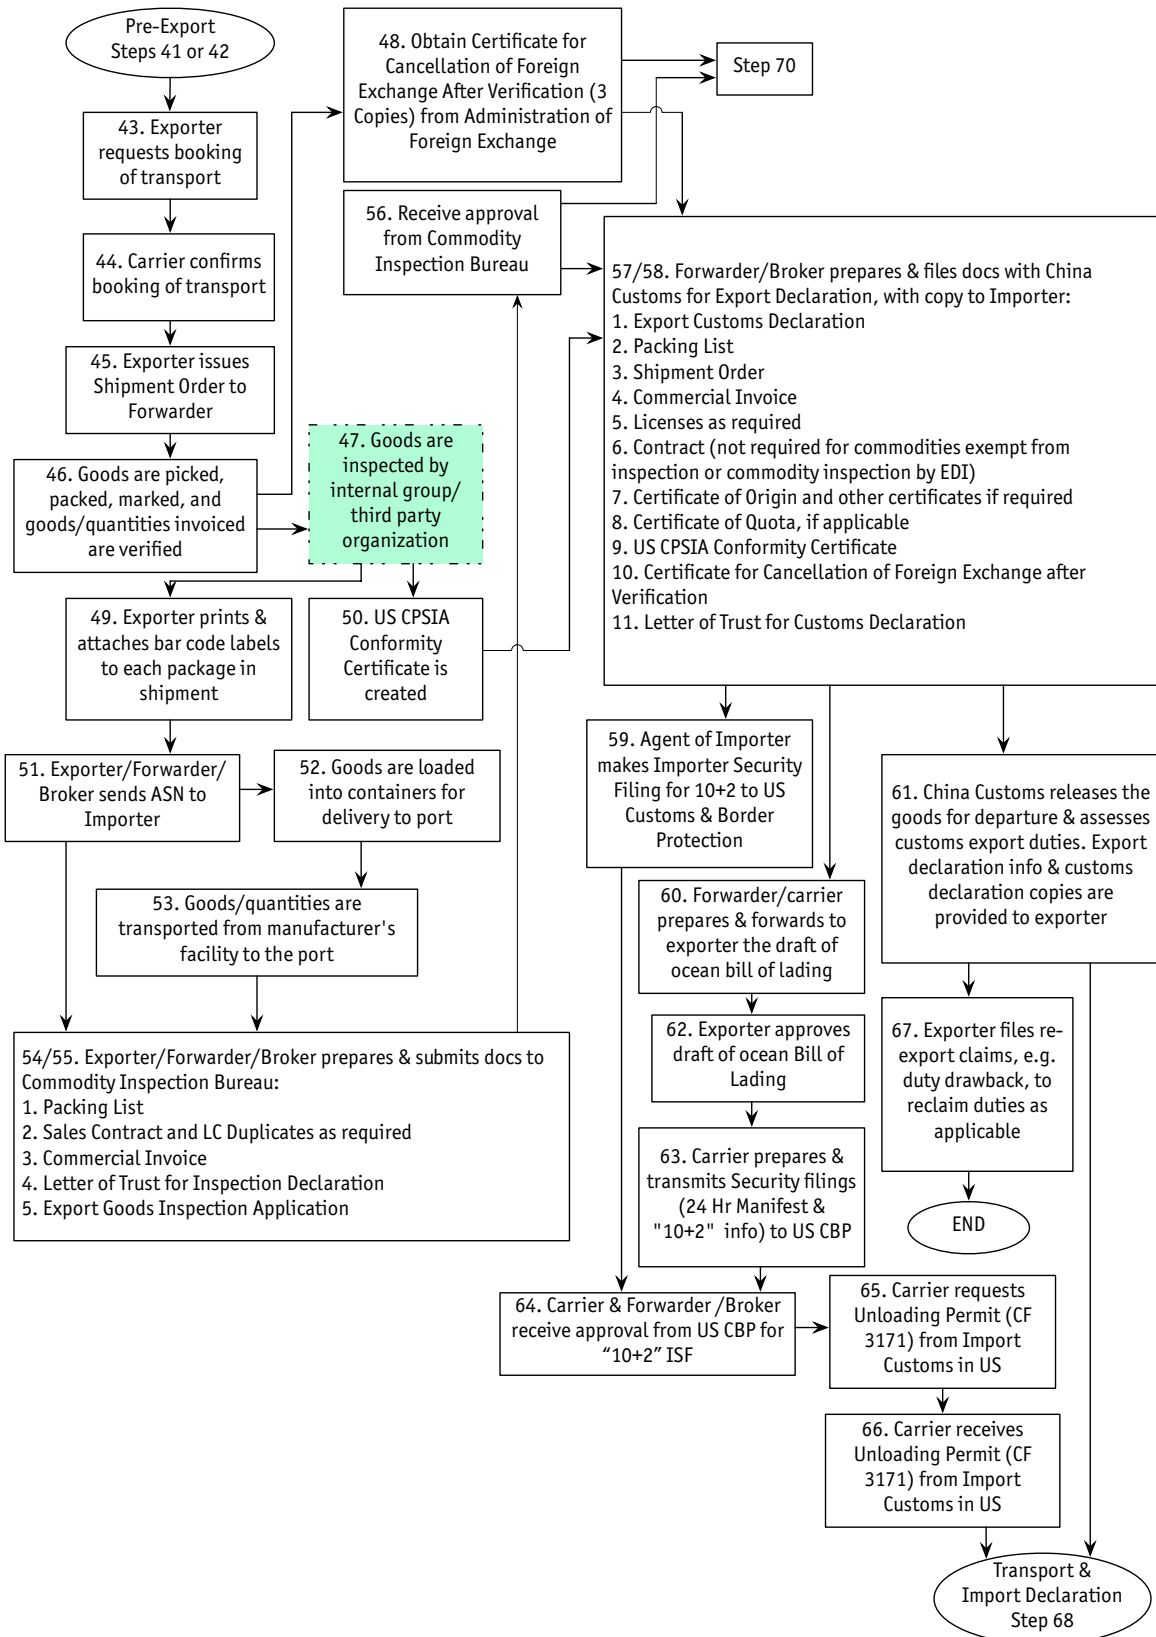 Pre-Export
Steps 41 or 42
43. Exporter
requests booking
of transport
44. Carrier confirms
booking of transport
45. Exporter issues
Shipment Order to
Forwarder
46. Goods are picked,
packed, marked, and
goods/quantities invoiced
are verified
47. Goods are
inspected by
internal group/
third party
organization
48. Obtain Certificate for
Cancellation of Foreign
Exchange After Verification (3
Copies) from Administration of
Foreign Exchange
Step 70
49. Exporter prints &
attaches bar code labels
to each package in
shipment
50. US CPSIA
Conformity
Certificate is
created
51. Exporter/Forwarder/
Broker sends ASN to
Importer
52. Goods are loaded
into containers for
delivery to port
53. Goods/quantities are
transported from manufacturer's
facility to the port
54/55. Exporter/Forwarder/Broker prepares & submits docs to
Commodity Inspection Bureau:
1. Packing List
2. Sales Contract and LC Duplicates as required
3. Commercial Invoice
4. Letter of Trust for Inspection Declaration
5. Export Goods Inspection Application
56. Receive approval
from Commodity
Inspection Bureau
57/58. Forwarder/Broker prepares & files docs with China
Customs for Export Declaration, with copy to Importer:
1. Export Customs Declaration
2. Packing List
3. Shipment Order
4. Commercial Invoice
5. Licenses as required
6. Contract (not required for commodities exempt from
inspection or commodity inspection by EDI)
7. Certificate of Origin and other certificates if required
8. Certificate of Quota, if applicable
9. US CPSIA Conformity Certificate
10. Certificate for Cancellation of Foreign Exchange after
Verification
11. Letter of Trust for Customs Declaration
59. Agent of Importer
makes Importer Security
Filing for 10+2 to US
Customs & Border
Protection
60. Forwarder/carrier
prepares & forwards to
exporter the draft of
ocean bill of lading
61. China Customs releases the
goods for departure & assesses
customs export duties. Export
declaration info & customs
declaration copies are
provided to exporter
62. Exporter approves
draft of ocean Bill of
Lading
63. Carrier prepares &
transmits Security filings
(24 Hr Manifest &
"10+2" info) to US CBP
67. Exporter files re-
export claims, e.g.
duty drawback, to
reclaim duties as
applicable
END
64. Carrier & Forwarder /Broker
receive approval from US CBP for
“10+2” ISF
65. Carrier requests
Unloading Permit (CF
3171) from Import
Customs in US
66. Carrier receives
Unloading Permit (CF
3171) from Import
Customs in US
Transport &
Import Declaration
Step 68